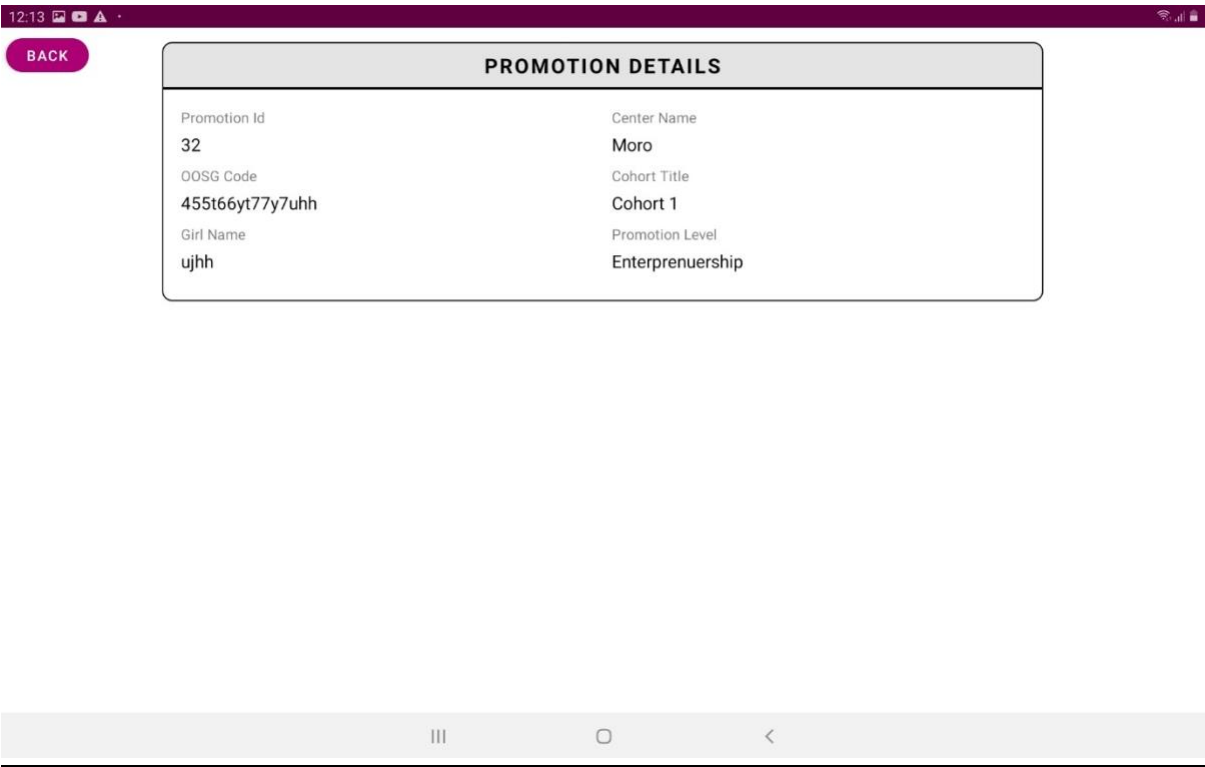 12:13
BACK
PROMOTION DETAILS
Promotion Id
32
OOSG Code
455t66yt77y7uhh
Girl Name
ujhh
Center Name
Moro
Cohort Title
Cohort 1
Promotion Level
Enterprenuership